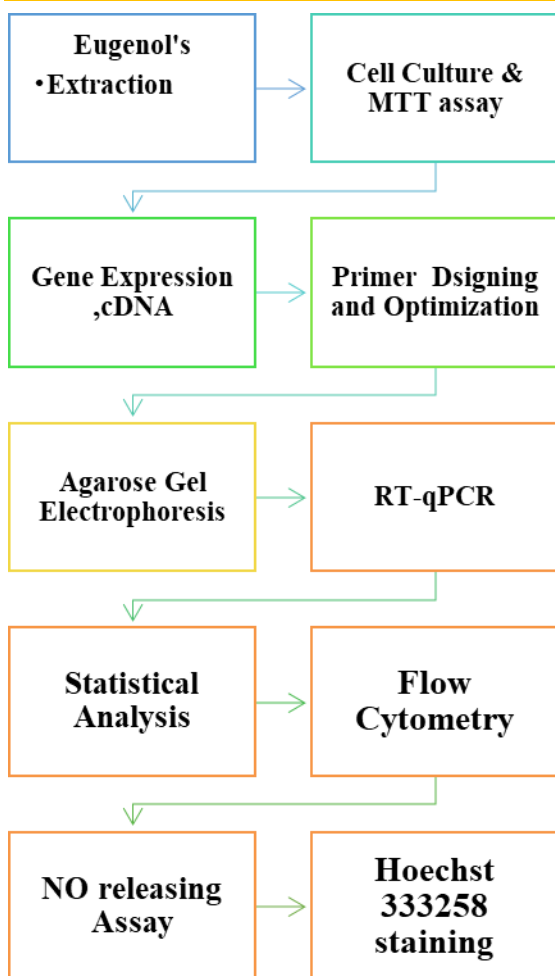 Eugenol's
•Extraction
Cell Culture &
MTT assay
Gene Expression
,cDNA
Primer Dsigning
and Optimization
Agarose Gel
Electrophoresis
RT-qPCR
Statistical
Analysis
Flow
Cytometry
NO releasing
Assay
Hoechst
333258
staining